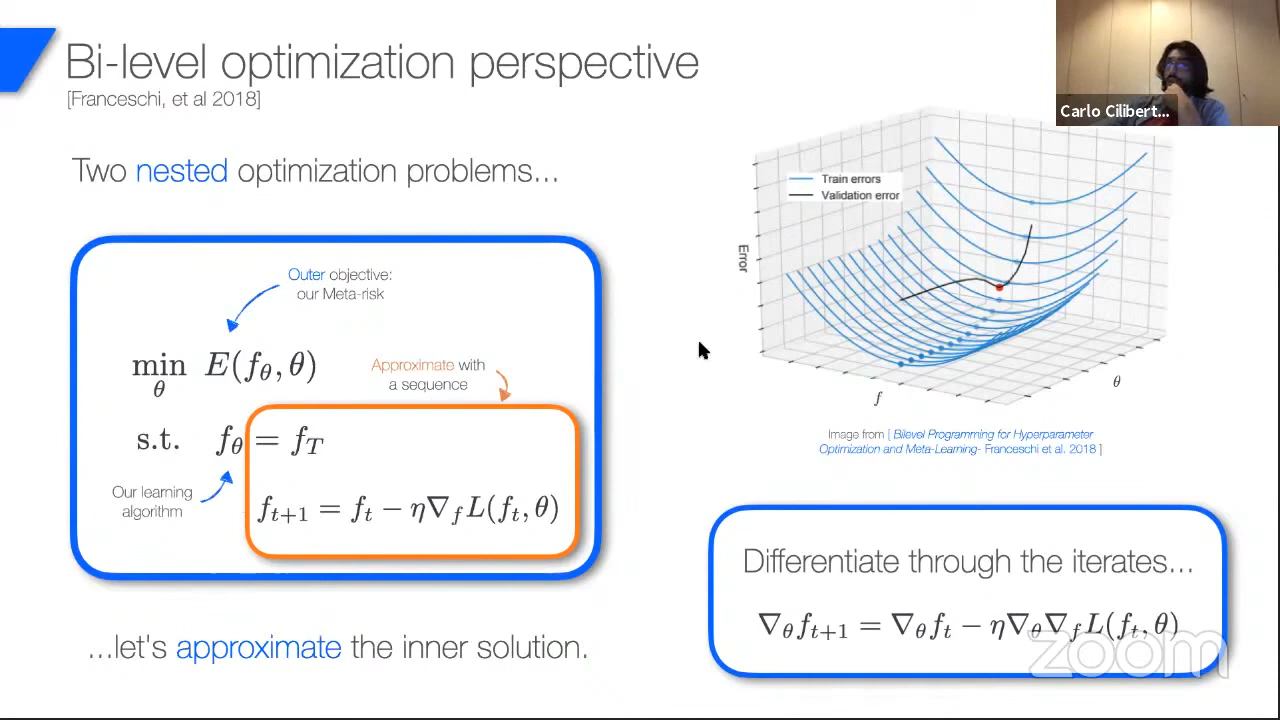 Bi-level optimization perspective
[Franceschi, et al 2018]
Carlo Cilibert...
Two nested optimization problems...
Outer objective:
our Meta-risk
min_θ E(f_θ, θ)
Approximate with
a sequence
s.t. f_θ = f_T
Our learning
algorithm
f_{t+1} = f_t − η∇_f L(f_t, θ)
...let's approximate the inner solution.
Train errors
Validation error
Error
f
θ
Image from [ Bilevel Programming for Hyperparameter
Optimization and Meta-Learning- Franceschi et al. 2018 ]
Differentiate through the iterates...
∇_θ f_{t+1} = ∇_θ f_t − η∇_θ∇_f L(f_t, θ)
zoom